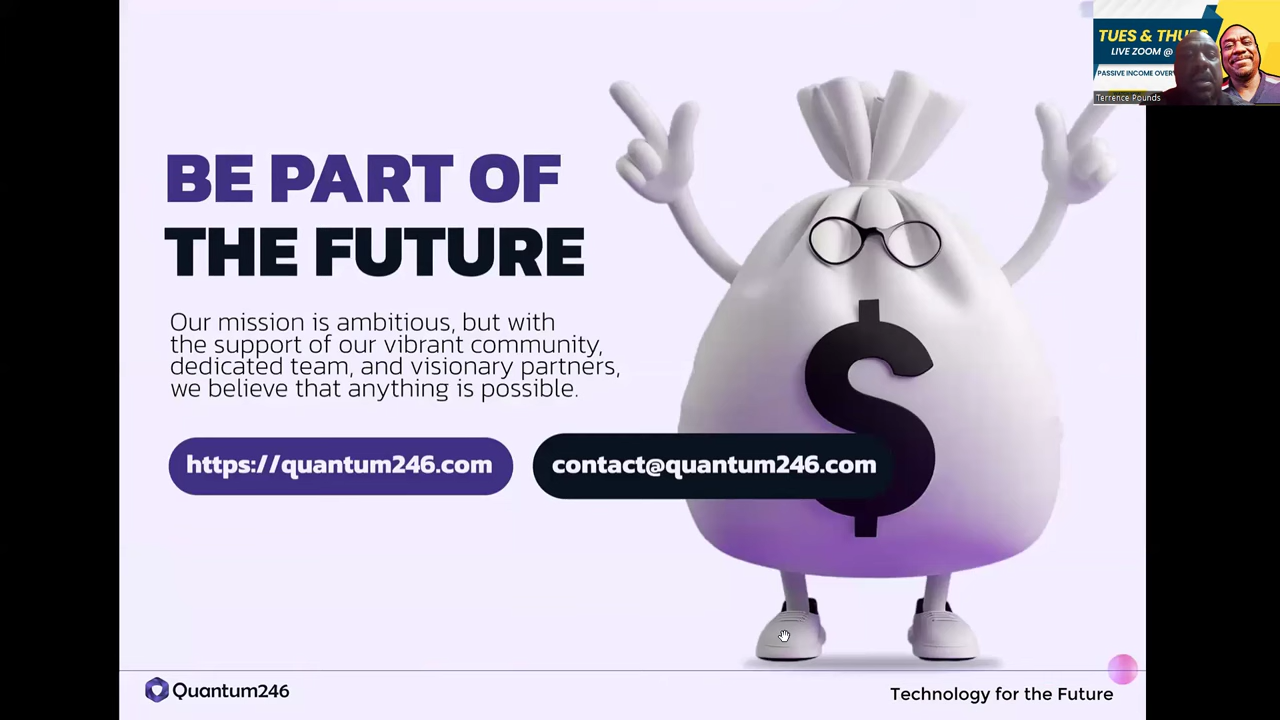 TUES & THURS
LIVE ZOOM @
PASSIVE INCOME OVER
Terrence Pounds
BE PART OF
THE FUTURE
Our mission is ambitious, but with
the support of our vibrant community,
dedicated team, and visionary partners,
we believe that anything is possible.
https://quantum246.com
contact@quantum246.com
$
Quantum246
Technology for the Future